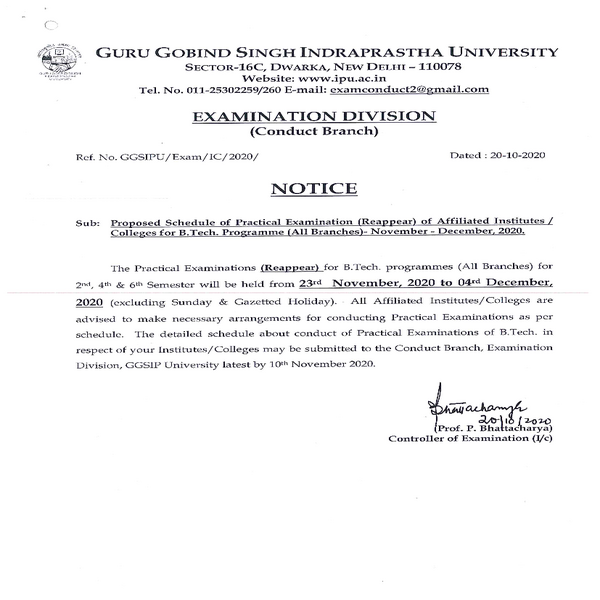 GURU GOBIND SINGH INDRAPRASTHA UNIVERSITY
SECTOR-16C, DWARKA, NEW DELHI – 110078
Website: www.ipu.ac.in
Tel. No. 011-25302259/260 E-mail: examconduct2@gmail.com
EXAMINATION DIVISION
(Conduct Branch)
Ref. No. GGSIPU/Exam/IC/2020/ Dated : 20-10-2020
NOTICE
Sub: Proposed Schedule of Practical Examination (Reappear) of Affiliated Institutes /
Colleges for B.Tech. Programme (All Branches)- November - December, 2020.
The Practical Examinations (Reappear) for B.Tech. programmes (All Branches) for
2nd, 4th & 6th Semester will be held from 23rd November, 2020 to 04rd December,
2020 (excluding Sunday & Gazetted Holiday). All Affiliated Institutes/Colleges are
advised to make necessary arrangements for conducting Practical Examinations as per
schedule. The detailed schedule about conduct of Practical Examinations of B.Tech. in
respect of your Institutes/Colleges may be submitted to the Conduct Branch, Examination
Division, GGSIP University latest by 10th November 2020.
Bhattacharya
20/10/2020
(Prof. P. Bhattacharya)
Controller of Examination (I/c)